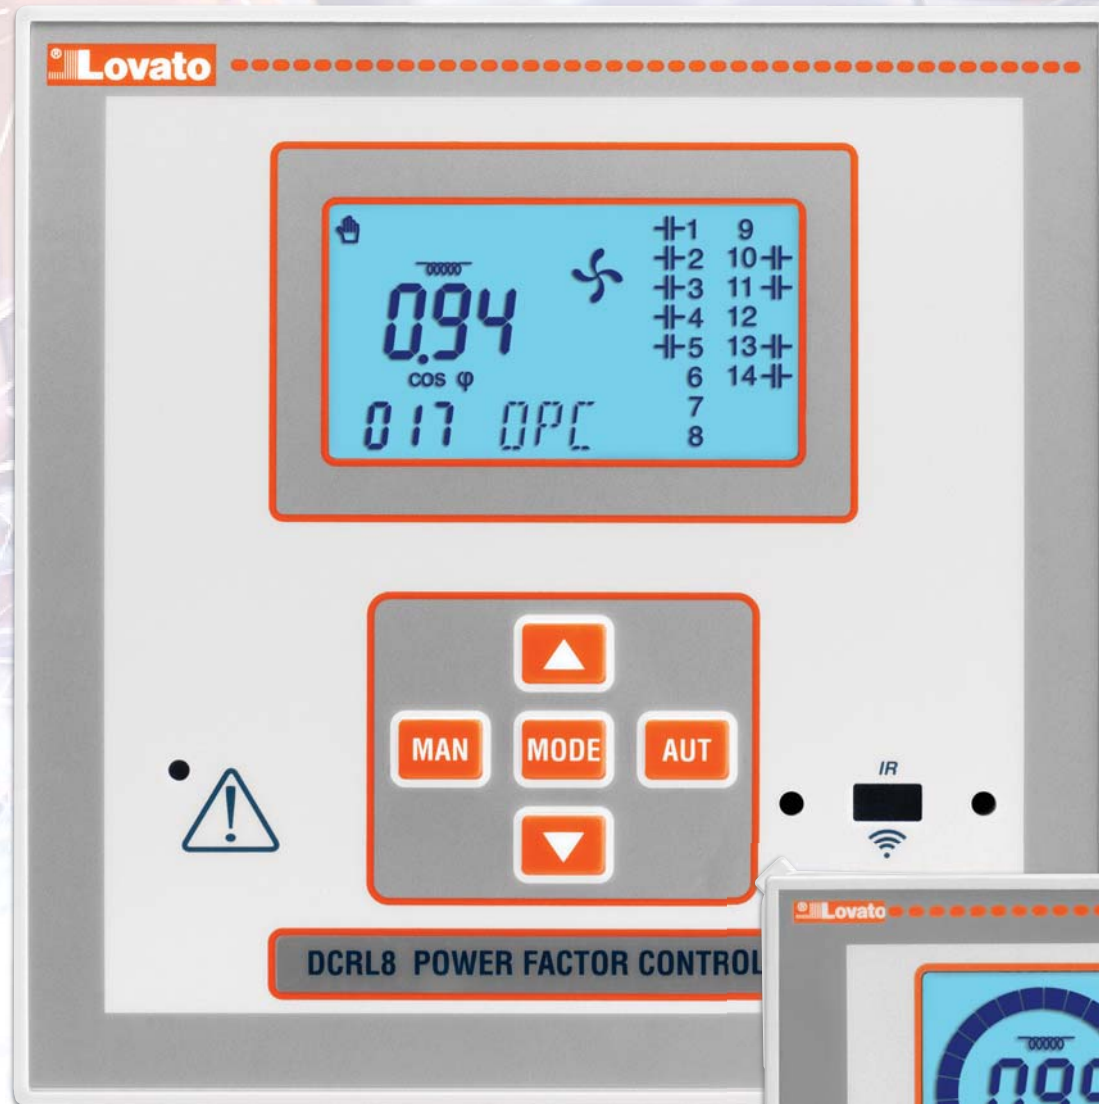 ® Lovato
1 9
2 10
0.94 3 11
4 12
5 13
cos φ 6 14
7
017 OPC 8
MAN MODE AUT
IR
DCRL8 POWER FACTOR CONTROL
® Lovato